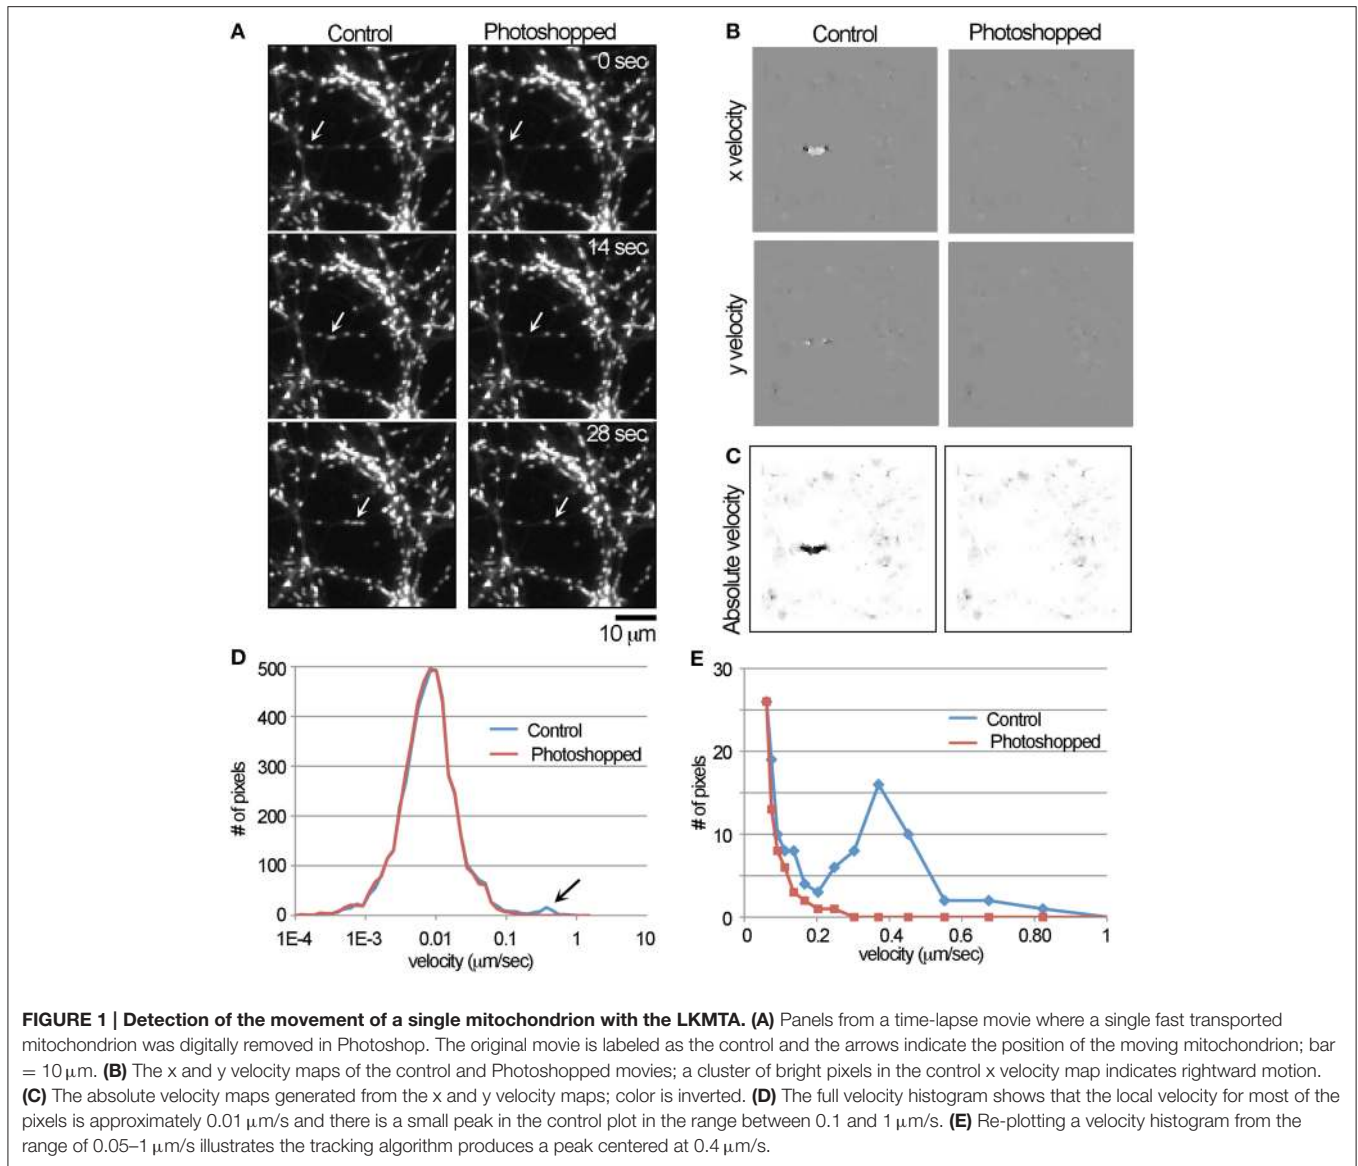 A
Control
Photoshopped
0 sec
14 sec
28 sec
10 μm
B
Control
Photoshopped
x velocity
y velocity
C
Absolute velocity
D
500
400
300
200
100
0
# of pixels
Control
Photoshopped
1E-4 1E-3 0.01 0.1 1 10
velocity (μm/sec)
E
30
20
10
0
# of pixels
Control
Photoshopped
0 0.2 0.4 0.6 0.80 1
velocity (μm/sec)
FIGURE 1 | Detection of the movement of a single mitochondrion with the LKMTA. (A) Panels from a time-lapse movie where a single fast transported
mitochondrion was digitally removed in Photoshop. The original movie is labeled as the control and the arrows indicate the position of the moving mitochondrion; bar
= 10 μm. (B) The x and y velocity maps of the control and Photoshopped movies; a cluster of bright pixels in the control x velocity map indicates rightward motion.
(C) The absolute velocity maps generated from the x and y velocity maps; color is inverted. (D) The full velocity histogram shows that the local velocity for most of the
pixels is approximately 0.01 μm/s and there is a small peak in the control plot in the range between 0.1 and 1 μm/s. (E) Re-plotting a velocity histogram from the
range of 0.05–1 μm/s illustrates the tracking algorithm produces a peak centered at 0.4 μm/s.